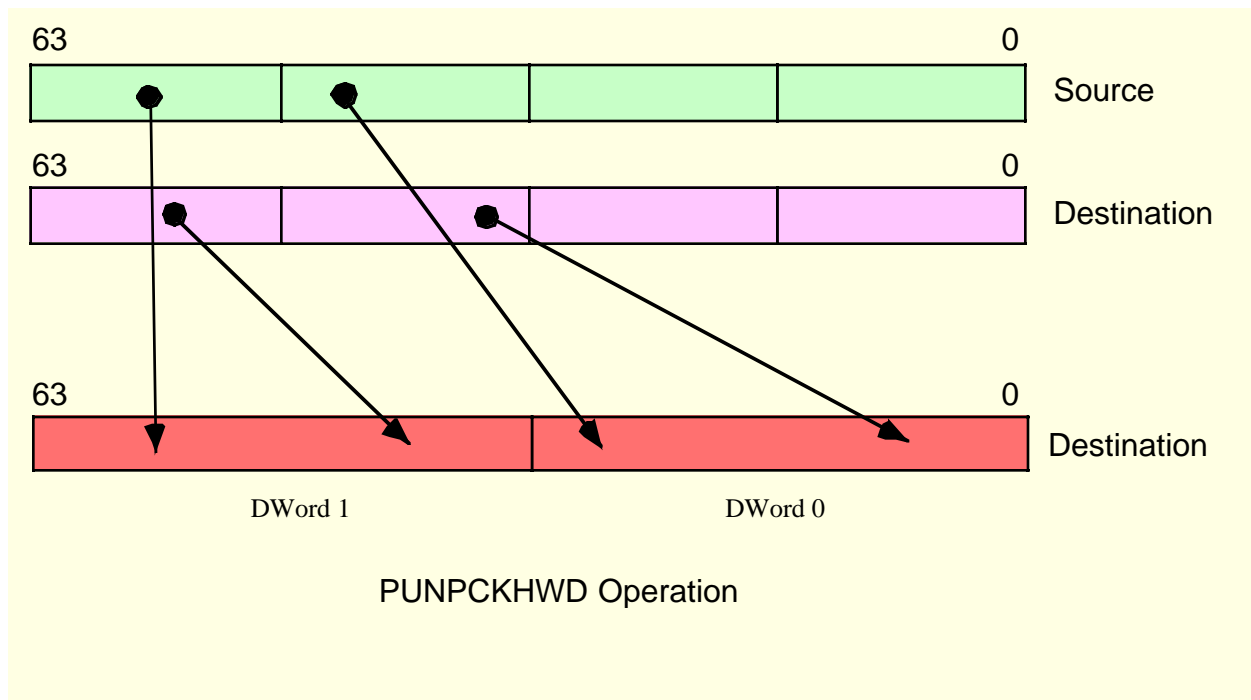 63 0
Source
63 0
Destination
63 0
Destination
DWord 1 DWord 0
PUNPCKHWD Operation